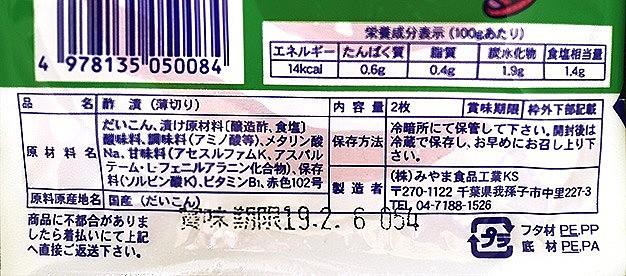 4 978135 050084
栄養成分表示 (100gあたり)
エネルギー たんぱく質 脂質 炭水化物 食塩相当量
14kcal 0.6g 0.4g 1.9g 1.4g
品名 酢漬(薄切り)
原材料名 だいこん、漬け原材料〔醸造酢、食塩〕
酸味料、調味料(アミノ酸等)、メタリン酸
Na、甘味料(アセスルファムK、アスパル
テーム・L-フェニルアラニン化合物)、保存
料(ソルビン酸K)、ビタミンB₁、赤色102号
原料原産地名 国産(だいこん)
内容量 2枚 賞味期限 枠外下部記載
保存方法 冷暗所にて保管して下さい。開封後は
冷蔵で保存し、お早めにお召し上り下
さい。
製造者 (株)みやま食品工業KS
〒270-1122 千葉県我孫子市中里227-3
TEL 04-7188-1526
商品に不都合がありま
したら着払いにて上記
へ直接ご返送下さい。
賞味期限19.2.6 054
プラ
フタ材 PE,PP
底材 PE,PA